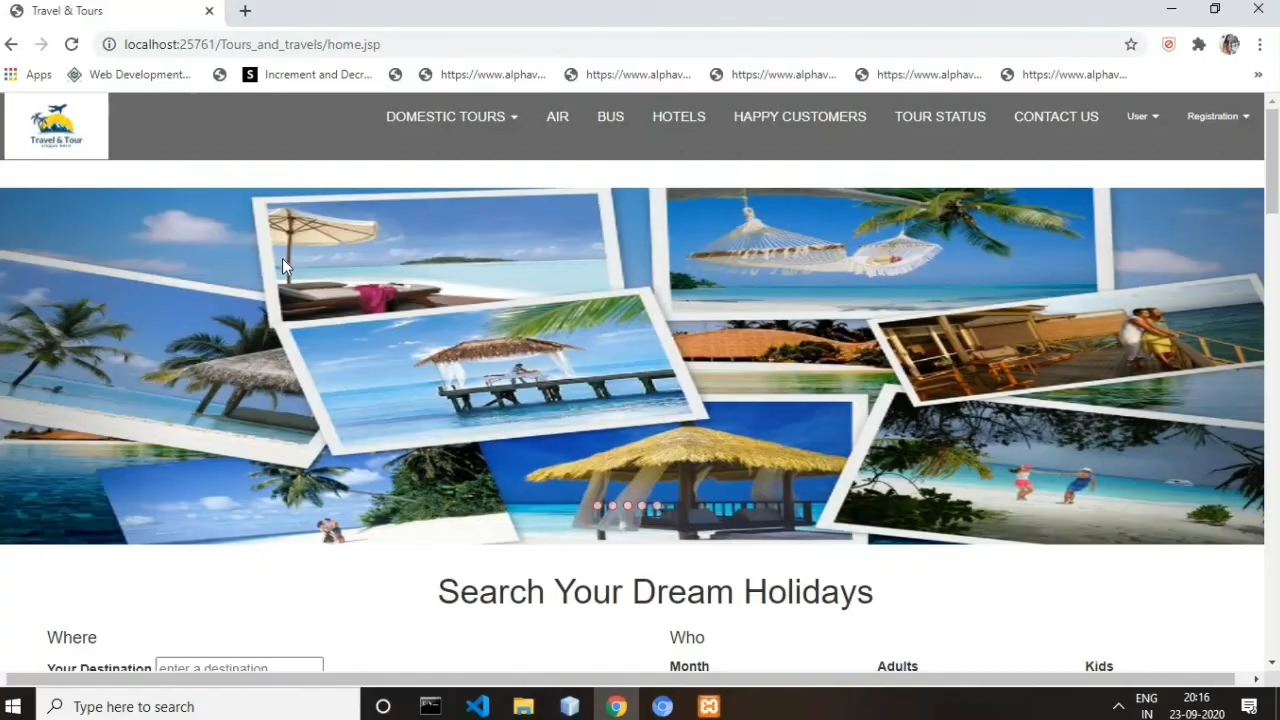 Travel & Tours
localhost:25761/Tours_and_travels/home.jsp
Apps
Web Development...
S
Increment and Decr...
https://www.alphav...
https://www.alphav...
https://www.alphav...
https://www.alphav...
https://www.alphav...
»
Travel & Tour
DOMESTIC TOURS
AIR
BUS
HOTELS
HAPPY CUSTOMERS
TOUR STATUS
CONTACT US
User
Registration
Search Your Dream Holidays
Where
Who
Your Destination
enter a destination
Month
Adults
Kids
Type here to search
ENG
IN
20:16
23-09-2020